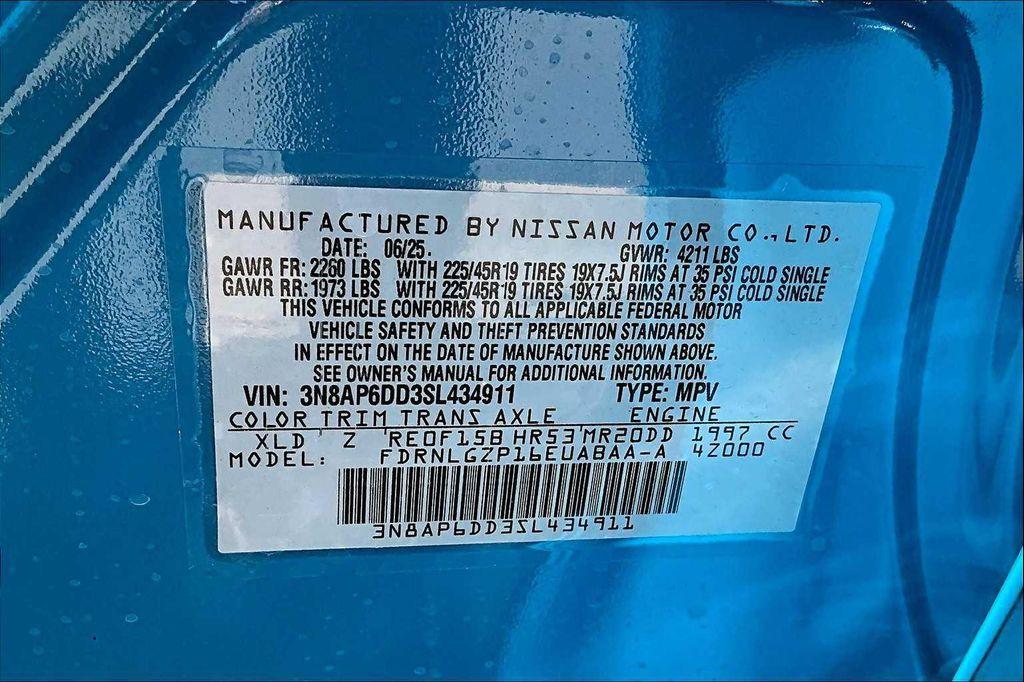 MANUFACTURED BY NISSAN MOTOR CO.,LTD.
DATE: 06/25. GVWR: 4211 LBS
GAWR FR: 2260 LBS WITH 225/45R19 TIRES 19X7.5J RIMS AT 35 PSI COLD SINGLE
GAWR RR: 1973 LBS WITH 225/45R19 TIRES 19X7.5J RIMS AT 35 PSI COLD SINGLE
THIS VEHICLE CONFORMS TO ALL APPLICABLE FEDERAL MOTOR
VEHICLE SAFETY AND THEFT PREVENTION STANDARDS
IN EFFECT ON THE DATE OF MANUFACTURE SHOWN ABOVE.
SEE OWNER'S MANUAL FOR ADDITIONAL INFORMATION.
VIN: 3N8AP6DD3SL434911 TYPE: MPV
COLOR TRIM TRANS AXLE ENGINE
XLD Z RE0F15B HR53 MR20DD 1997 CC
MODEL: FDRNLGZP16EUABAA-A 4Z000
3N8AP6DD3SL434911